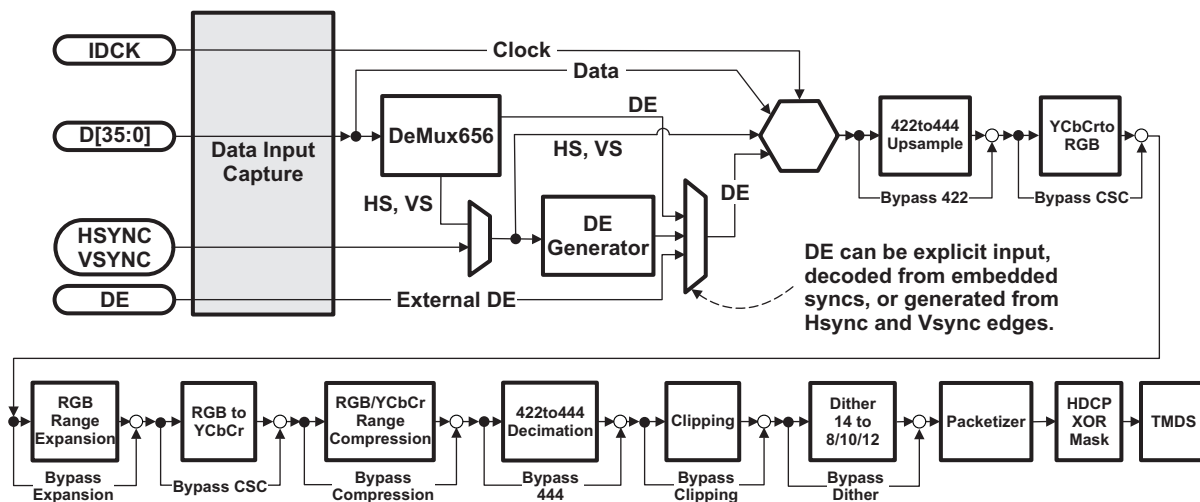 IDCK
Clock
Data
D[35:0]
Data Input
Capture
DeMux656
DE
HS, VS
HS, VS
DE
422to444
Upsample
Bypass 422
YCbCrto
RGB
Bypass CSC
HSYNC
VSYNC
DE
Generator
DE
External DE
DE can be explicit input,
decoded from embedded
syncs, or generated from
Hsync and Vsync edges.
RGB
Range
Expansion
Bypass
Expansion
RGB to
YCbCr
Bypass CSC
RGB/YCbCr
Range
Compression
Bypass
Compression
422to444
Decimation
Bypass
444
Clipping
Bypass
Clipping
Dither
14 to
8/10/12
Bypass
Dither
Packetizer
HDCP
XOR
Mask
TMDS